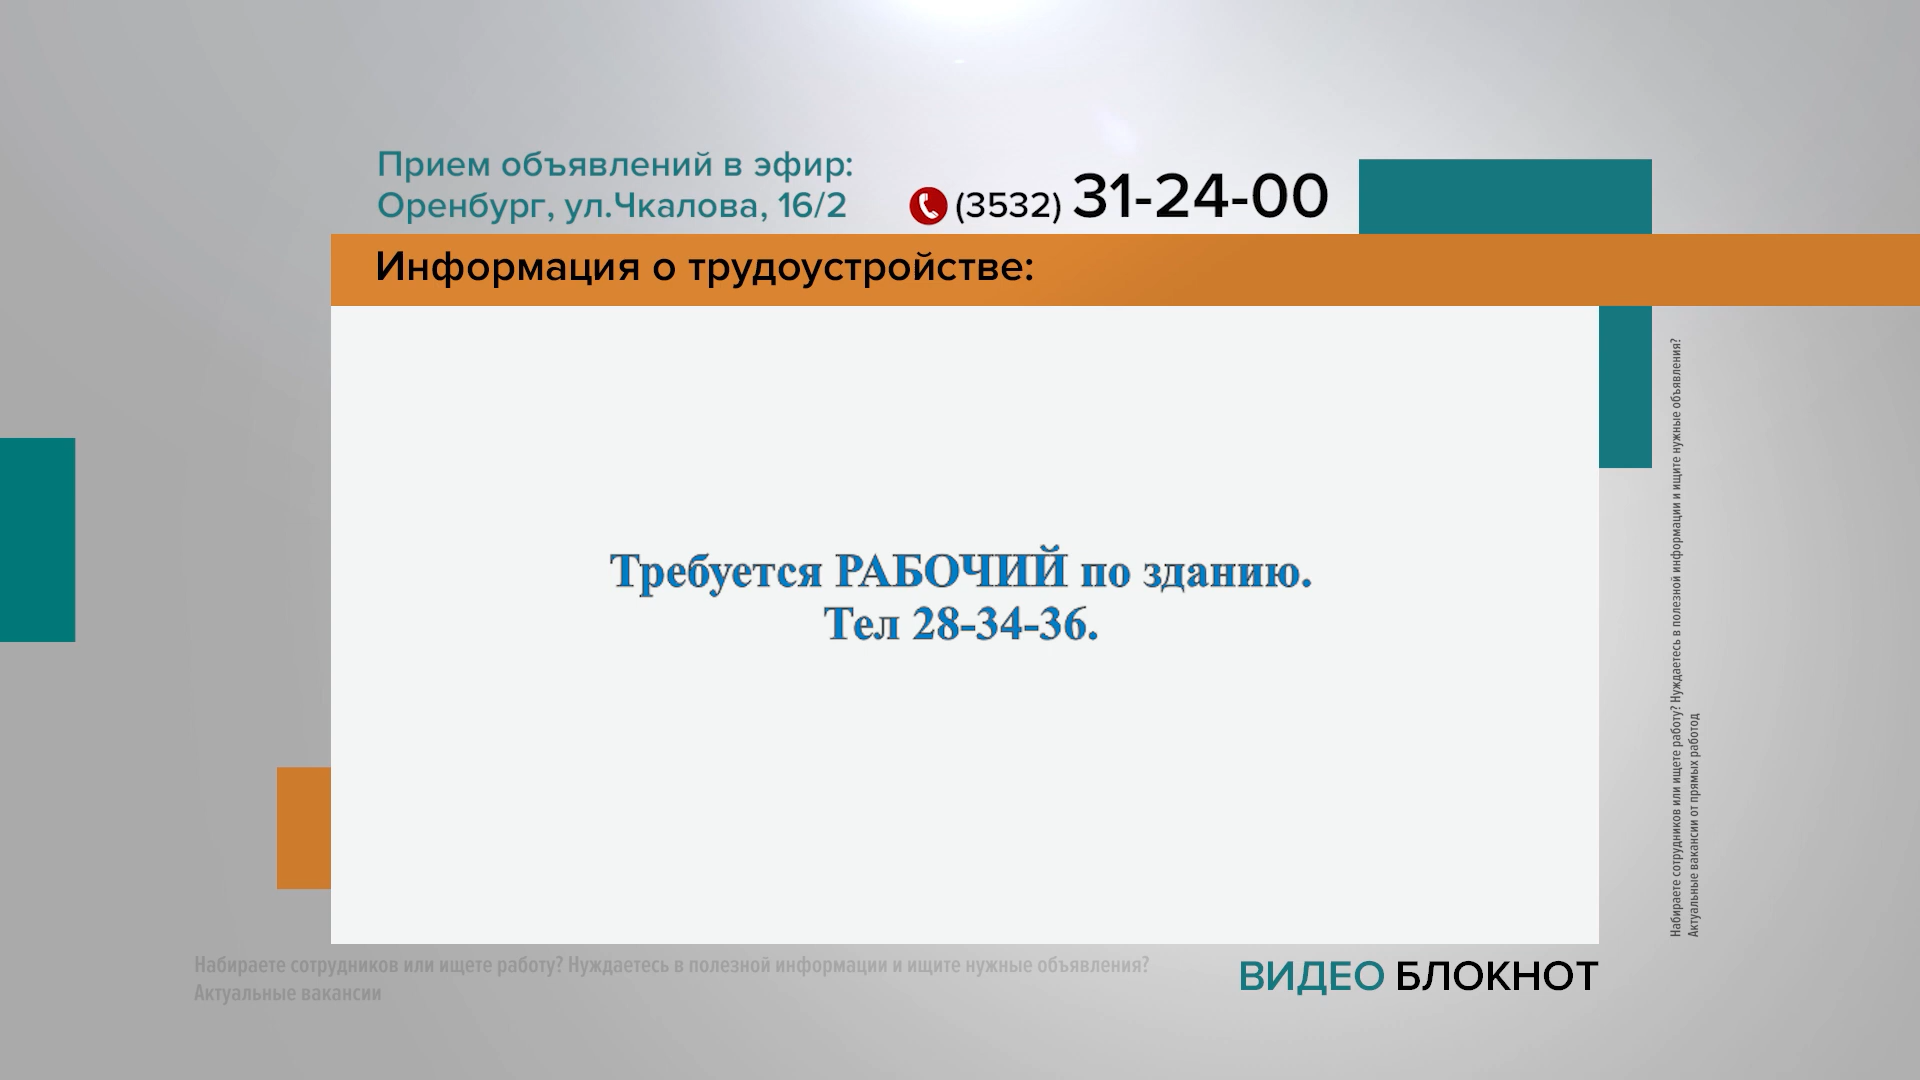 Прием объявлений в эфир:
Оренбург, ул.Чкалова, 16/2
(3532) 31-24-00
Информация о трудоустройстве:
Требуется РАБОЧИЙ по зданию.
Тел 28-34-36.
Набираете сотрудников или ищете работу? Нуждаетесь в полезной информации и ищите нужные объявления?
Актуальные вакансии от прямых работод
Набираете сотрудников или ищете работу? Нуждаетесь в полезной информации и ищите нужные объявления?
Актуальные вакансии
ВИДЕО БЛОКНОТ